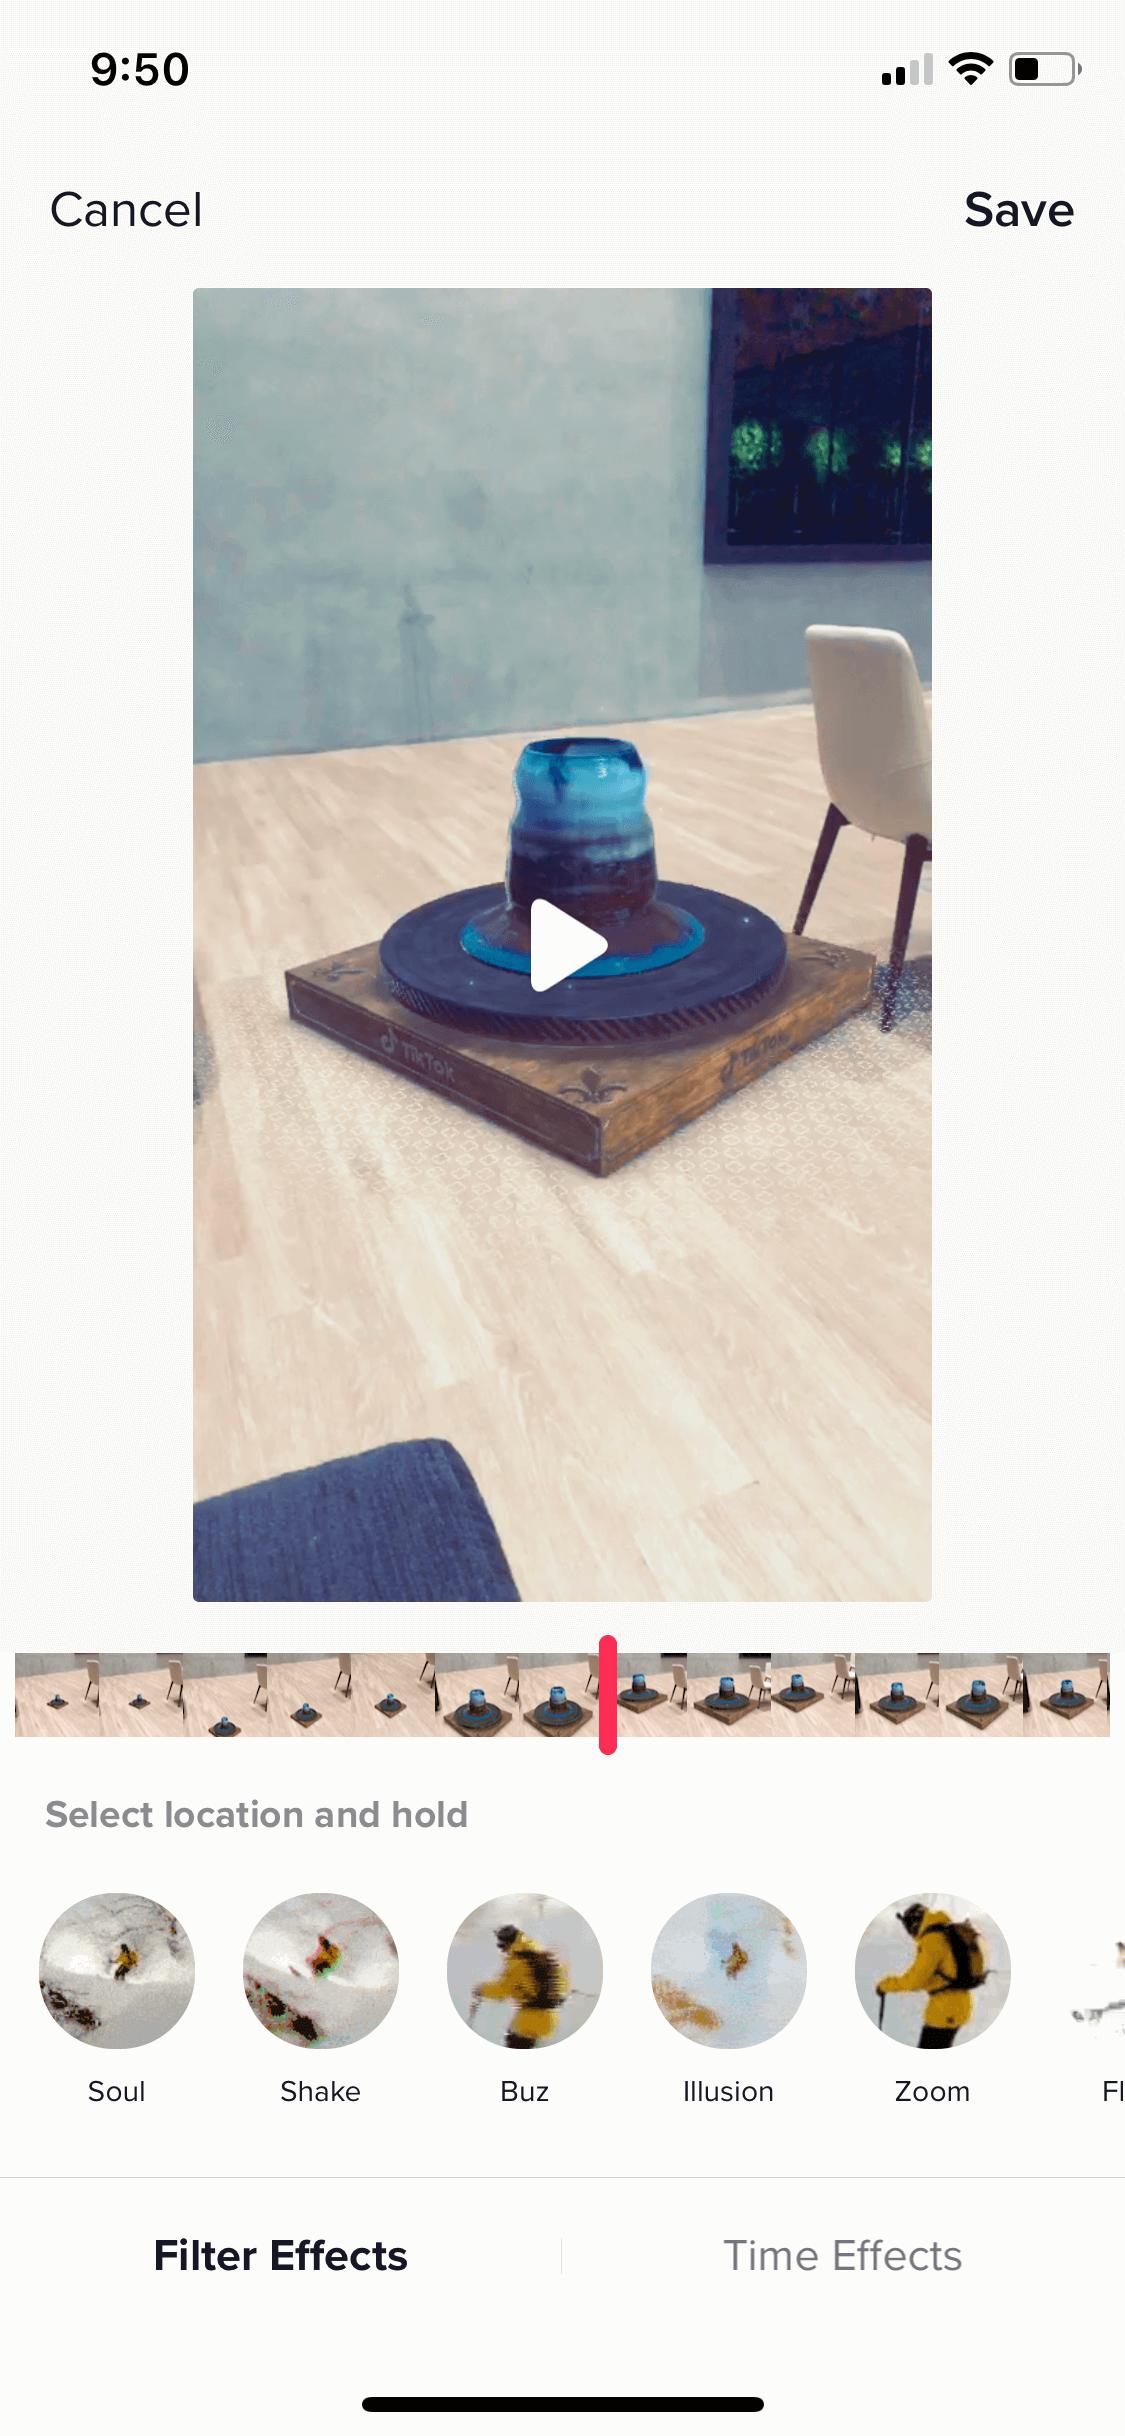 9:50
Cancel
Save
TIKTOK
TIKTOK
Select location and hold
Soul
Shake
Buz
Illusion
Zoom
Fl
Filter Effects
Time Effects